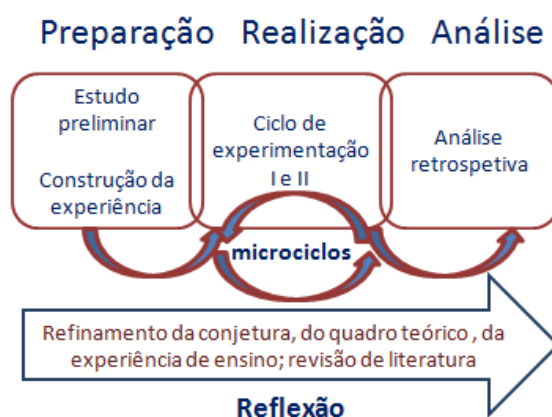 Preparação Realização Análise
Estudo
preliminar
Construção da
experiência
Ciclo de
experimentação
I e II
Análise
retrospetiva
microciclos
Refinamento da conjetura, do quadro teórico , da
experiência de ensino; revisão de literatura
Reflexão